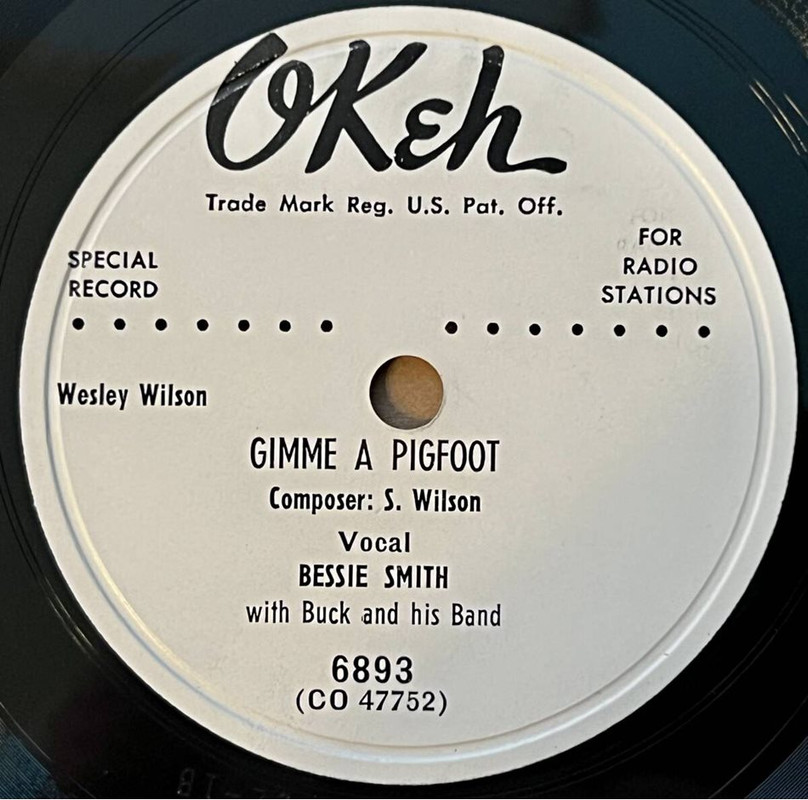 OKeh
Trade Mark Reg. U.S. Pat. Off.
SPECIAL
RECORD
FOR
RADIO
STATIONS
Wesley Wilson
GIMME A PIGFOOT
Composer: S. Wilson
Vocal
BESSIE SMITH
with Buck and his Band
6893
(CO 47752)